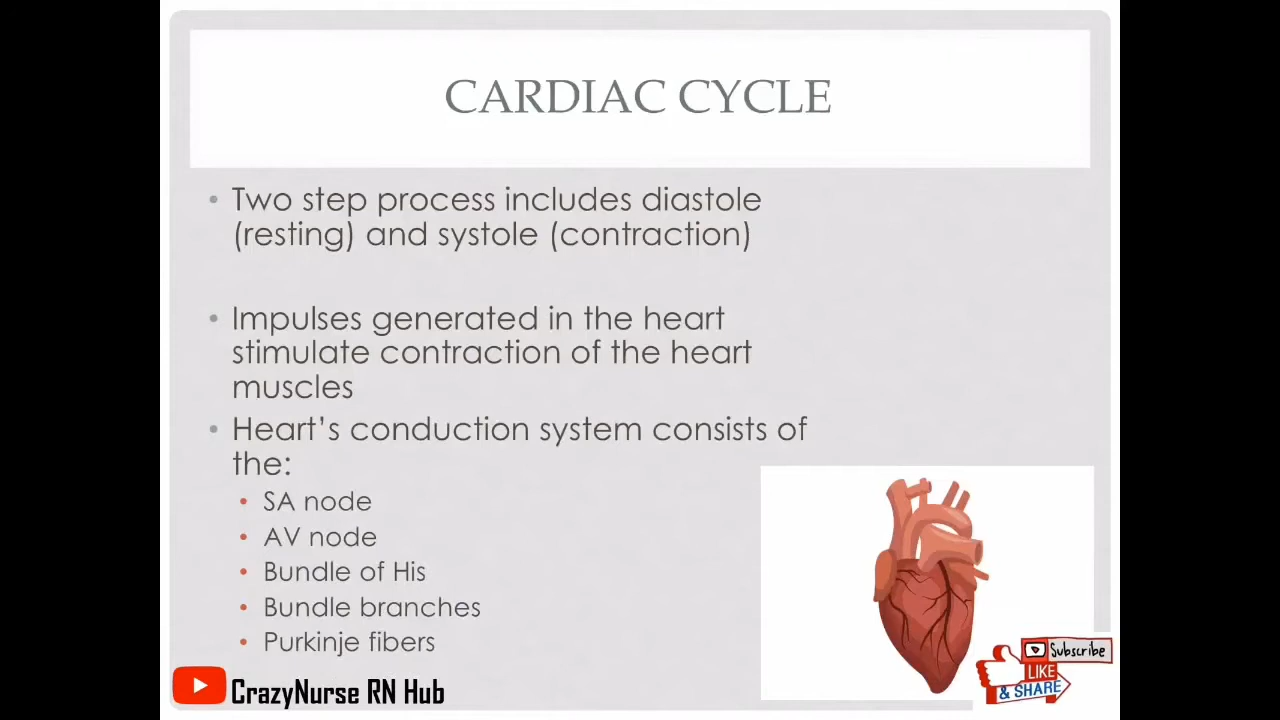 CARDIAC CYCLE
• Two step process includes diastole
(resting) and systole (contraction)
• Impulses generated in the heart
stimulate contraction of the heart
muscles
• Heart's conduction system consists of
the:
• SA node
• AV node
• Bundle of His
• Bundle branches
• Purkinje fibers
CrazyNurse RN Hub
Subscribe
LIKE
& SHARE